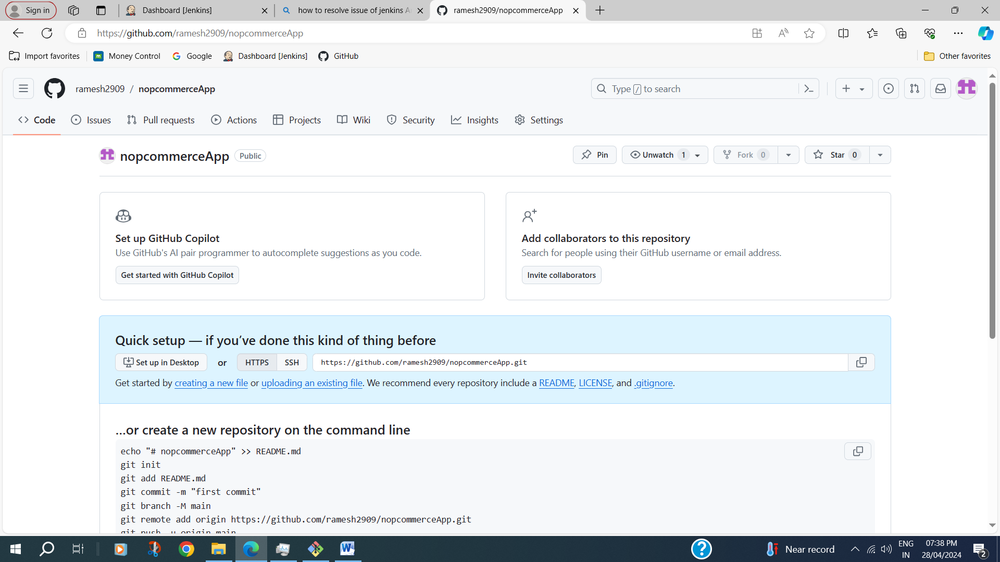 Sign in
Dashboard [Jenkins]
how to resolve issue of jenkins A
ramesh2909/nopcommerceApp
https://github.com/ramesh2909/nopcommerceApp
Import favorites
Money Control
Google
Dashboard [Jenkins]
GitHub
Other favorites
ramesh2909 / nopcommerceApp
Type / to search
Code
Issues
Pull requests
Actions
Projects
Wiki
Security
Insights
Settings
nopcommerceApp
Public
Pin
Unwatch 1
Fork 0
Star 0
Set up GitHub Copilot
Use GitHub's AI pair programmer to autocomplete suggestions as you code.
Get started with GitHub Copilot
Add collaborators to this repository
Search for people using their GitHub username or email address.
Invite collaborators
Quick setup — if you’ve done this kind of thing before
Set up in Desktop or HTTPS SSH https://github.com/ramesh2909/nopcommerceApp.git
Get started by creating a new file or uploading an existing file. We recommend every repository include a README, LICENSE, and .gitignore.
…or create a new repository on the command line
echo "# nopcommerceApp" >> README.md
git init
git add README.md
git commit -m "first commit"
git branch -M main
git remote add origin https://github.com/ramesh2909/nopcommerceApp.git
git push -u origin main
Near record
ENG
IN
07:38 PM
28/04/2024
2